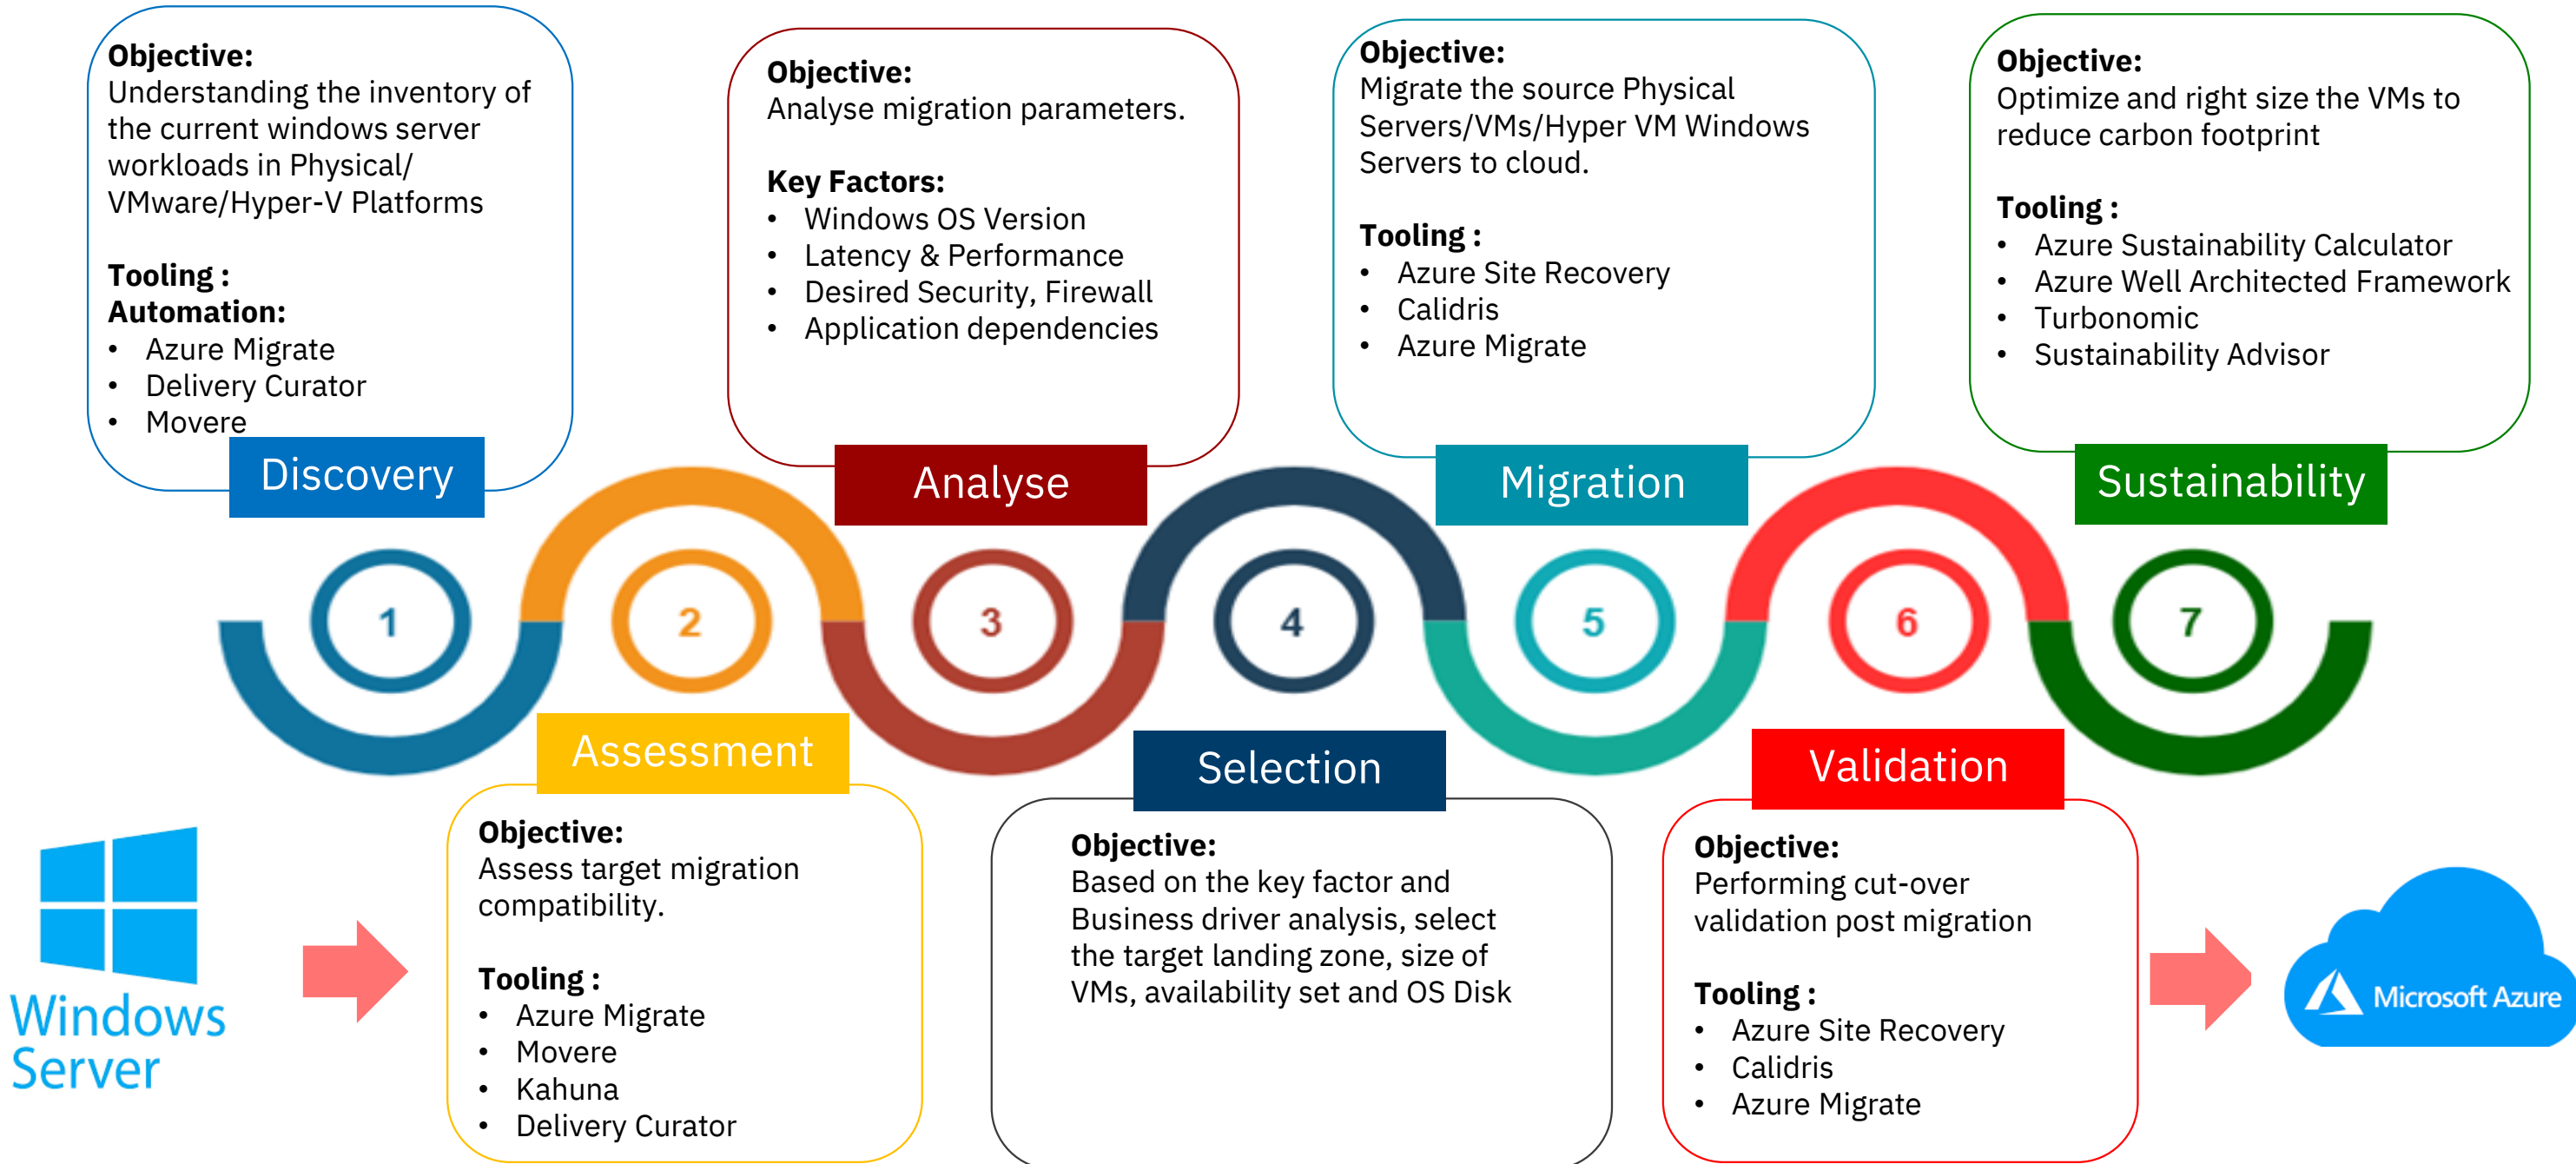 Objective:
Understanding the inventory of
the current windows server
workloads in Physical/
VMware/Hyper-V Platforms
Tooling :
Automation:
• Azure Migrate
• Delivery Curator
• Movere
Discovery
Objective:
Analyse migration parameters.
Key Factors:
• Windows OS Version
• Latency & Performance
• Desired Security, Firewall
• Application dependencies
Analyse
Objective:
Migrate the source Physical
Servers/VMs/Hyper VM Windows
Servers to cloud.
Tooling :
• Azure Site Recovery
• Calidris
• Azure Migrate
Migration
Objective:
Optimize and right size the VMs to
reduce carbon footprint
Tooling :
• Azure Sustainability Calculator
• Azure Well Architected Framework
• Turbonomic
• Sustainability Advisor
Sustainability
1
2
3
4
5
6
7
Windows
Server
Assessment
Objective:
Assess target migration
compatibility.
Tooling :
• Azure Migrate
• Movere
• Kahuna
• Delivery Curator
Selection
Objective:
Based on the key factor and
Business driver analysis, select
the target landing zone, size of
VMs, availability set and OS Disk
Validation
Objective:
Performing cut-over
validation post migration
Tooling :
• Azure Site Recovery
• Calidris
• Azure Migrate
Microsoft Azure